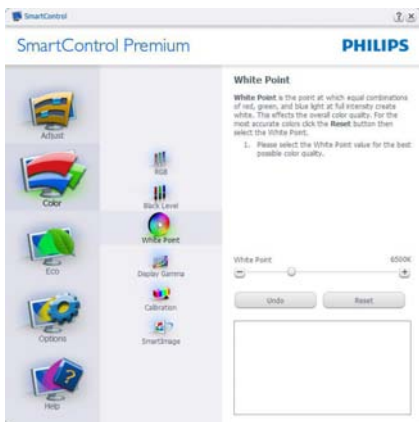 SmartControl
? X
SmartControl Premium
PHILIPS
Adjust
Color
Eco
Options
Help
RGB
Black Level
White Point
Display Gamma
Calibration
SmartImage
White Point
White Point is the point at which equal combinations
of red, green, and blue light at full intensity create
white. This effects the overall color quality. For the
most accurate colors click the Reset button then
select the White Point.
1. Please select the White Point value for the best
possible color quality.
White Point 6500K
Undo Reset